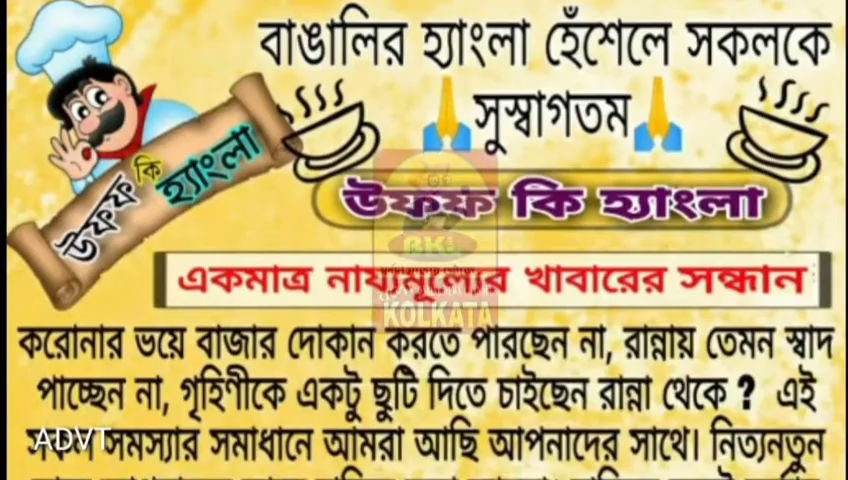 বাঙালির হ্যাংলা হেঁশেলে সকলকে
🙏সুস্বাগতম🙏
উফফ কি হ্যাংলা
উফফ কি হ্যাংলা
একমাত্র নায্যমূল্যের খাবারের সন্ধান
KOLKATA
করোনার ভয়ে বাজার দোকান করতে পারছেন না, রান্নায় তেমন স্বাদ
পাচ্ছেন না, গৃহিণীকে একটু ছুটি দিতে চাইছেন রান্না থেকে ? এই
সমস্যার সমাধানে আমরা আছি আপনাদের সাথে। নিত্যনতুন
ADVT